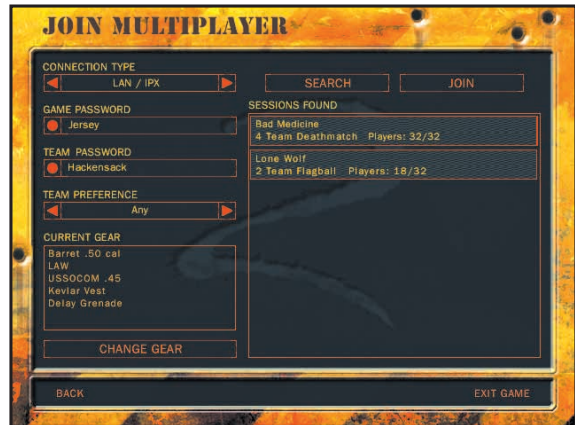 JOIN MULTIPLAYER
CONNECTION TYPE
LAN / IPX
SEARCH
JOIN
GAME PASSWORD
Jersey
SESSIONS FOUND
Bad Medicine
4 Team Deathmatch Players: 32/32
TEAM PASSWORD
Hackensack
Lone Wolf
2 Team Flagball Players: 18/32
TEAM PREFERENCE
Any
CURRENT GEAR
Barret .50 cal
LAW
USSOCOM .45
Kevlar Vest
Delay Grenade
CHANGE GEAR
BACK
EXIT GAME